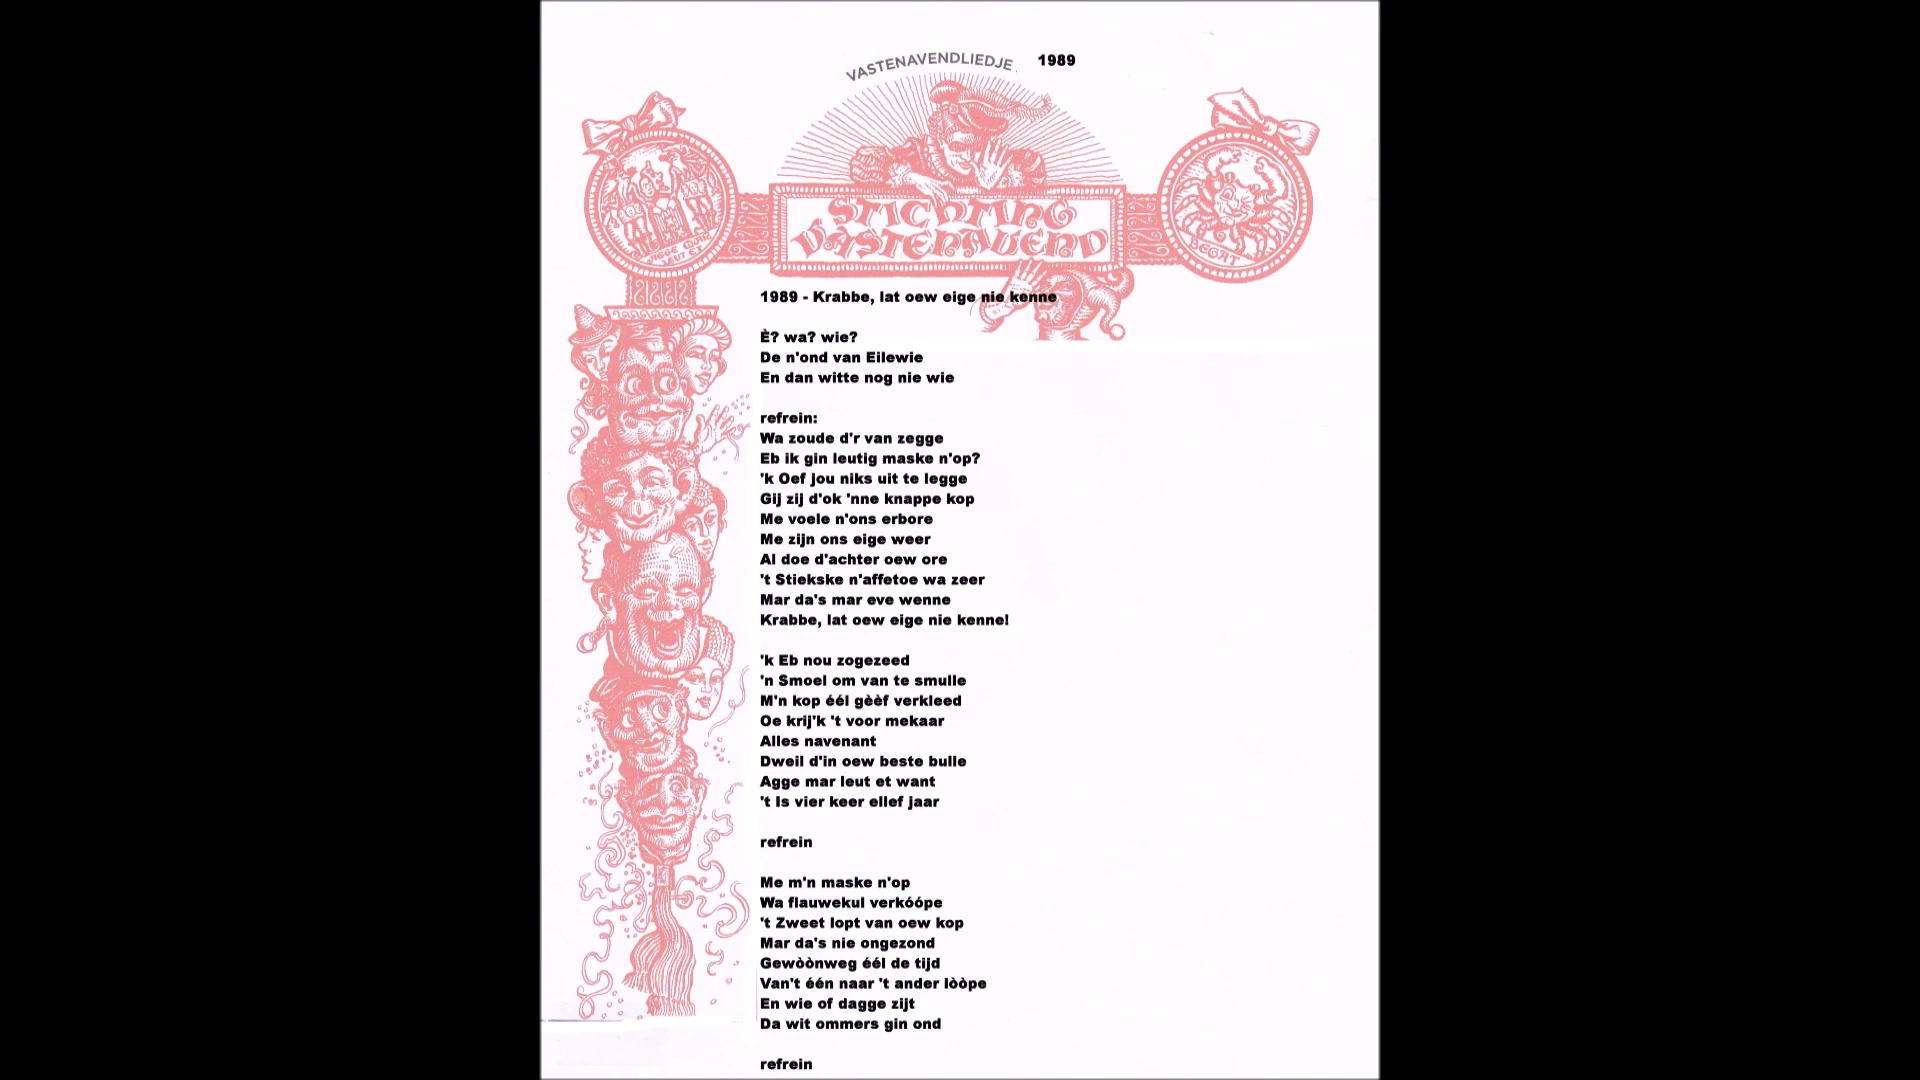 VASTENAVENDLIEDJE. 1989
STICHTING
VASTENAVEND
BEGAT
1989 - Krabbe, lat oew eige nie kenne
È? wa? wie?
De n'ond van Eilewie
En dan witte nog nie wie
refrein:
Wa zoude d'r van zegge
Eb ik gin leutig maske n'op?
'k Oef jou niks uit te legge
Gij zij d'ok 'nne knappe kop
Me voele n'ons erbore
Me zijn ons eige weer
Al doe d'achter oew ore
't Stiekske n'affetoe wa zeer
Mar da's mar eve wenne
Krabbe, lat oew eige nie kenne!
'k Eb nou zogezeed
'n Smoel om van te smulle
M'n kop éél gèèf verkleed
Oe krij'k 't voor mekaar
Alles navenant
Dweil d'in oew beste bulle
Agge mar leut et want
't Is vier keer ellef jaar
refrein
Me m'n maske n'op
Wa flauwekul verkóópe
't Zweet lopt van oew kop
Mar da's nie ongezond
Gewòònweg éél de tijd
Van't één naar 't ander lòòpe
En wie of dagge zijt
Da wit ommers gin ond
refrein